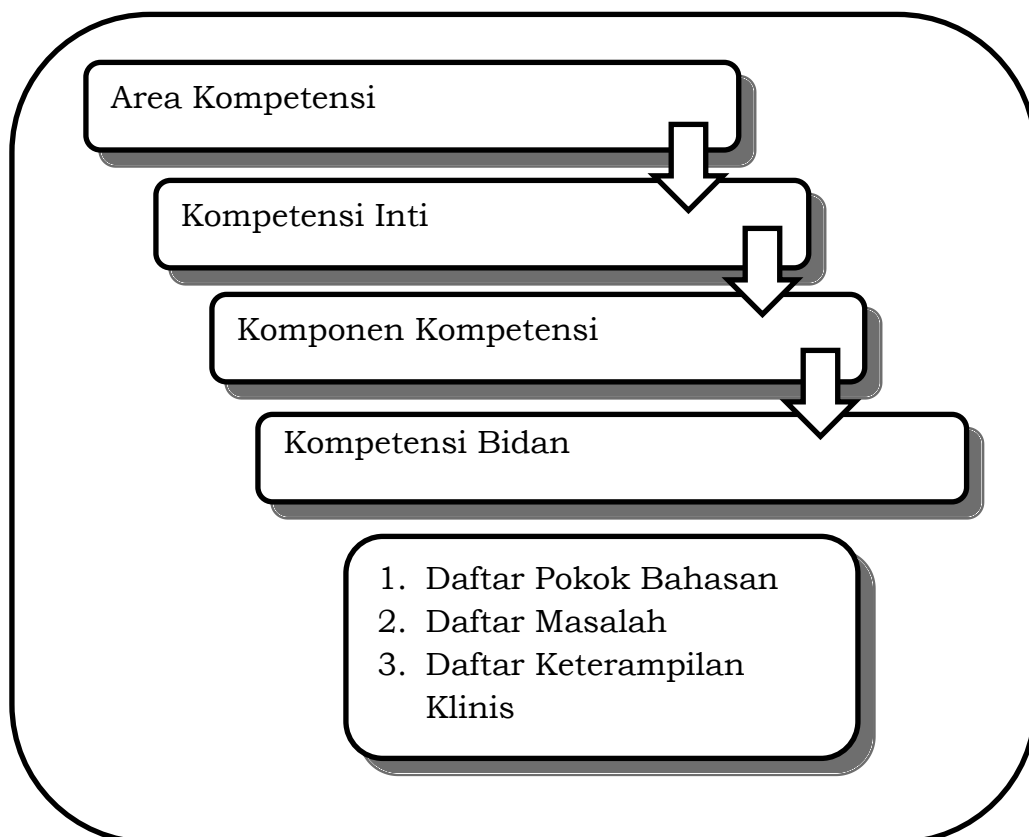 Area Kompetensi
Kompetensi Inti
Komponen Kompetensi
Kompetensi Bidan
1. Daftar Pokok Bahasan
2. Daftar Masalah
3. Daftar Keterampilan
Klinis